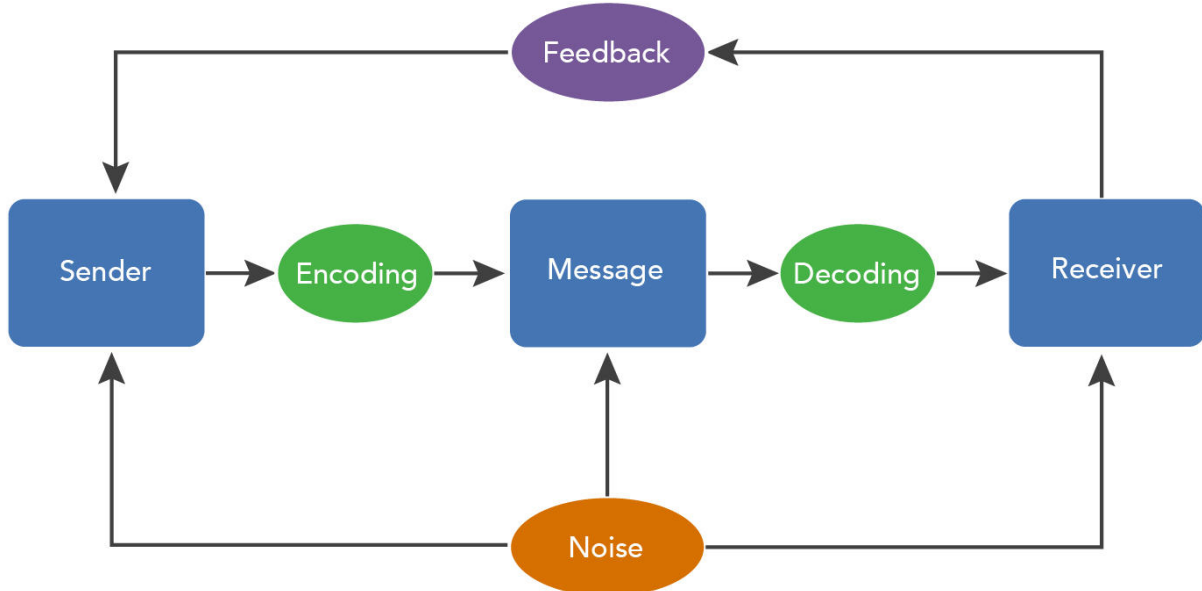 Feedback
Sender
Encoding
Message
Decoding
Receiver
Noise